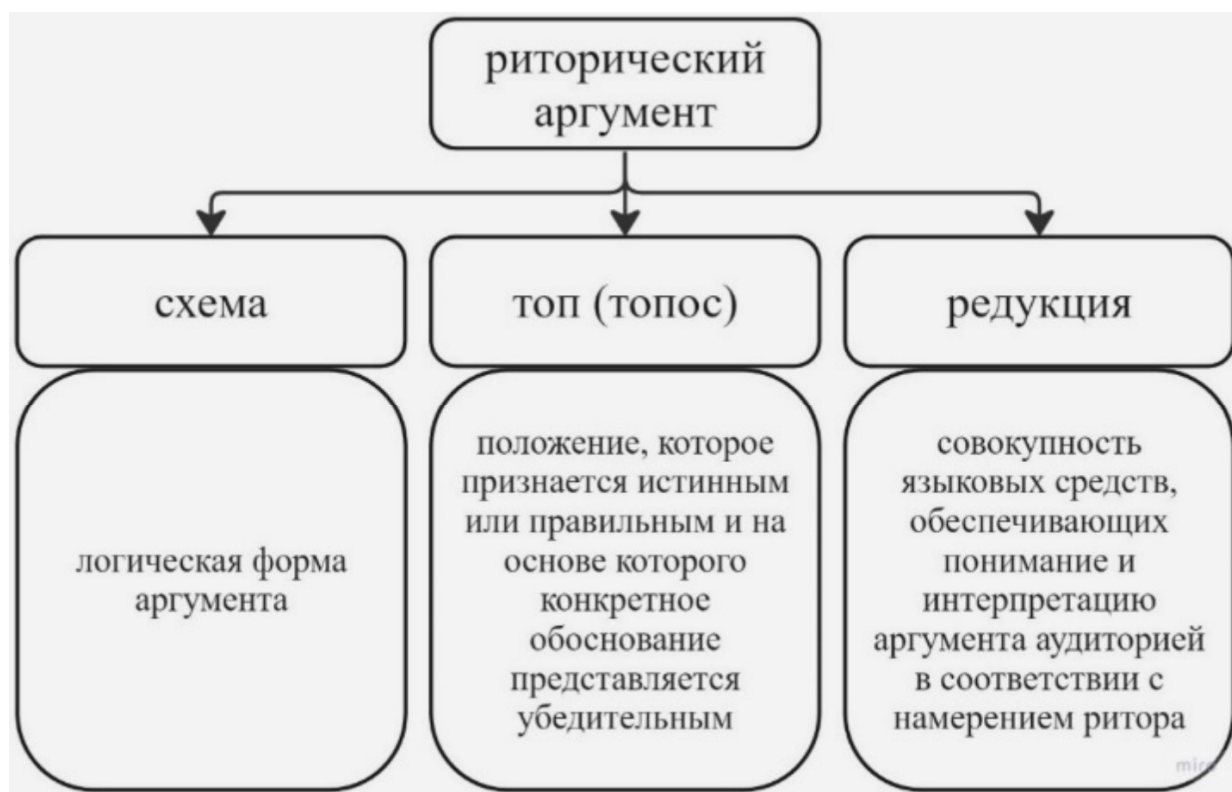 риторический
аргумент
схема
топ (топос)
редукция
логическая форма
аргумента
положение, которое
признается истинным
или правильным и на
основе которого
конкретное
обоснование
представляется
убедительным
совокупность
языковых средств,
обеспечивающих
понимание и
интерпретацию
аргумента аудиторией
в соответствии с
намерением ритора
miro